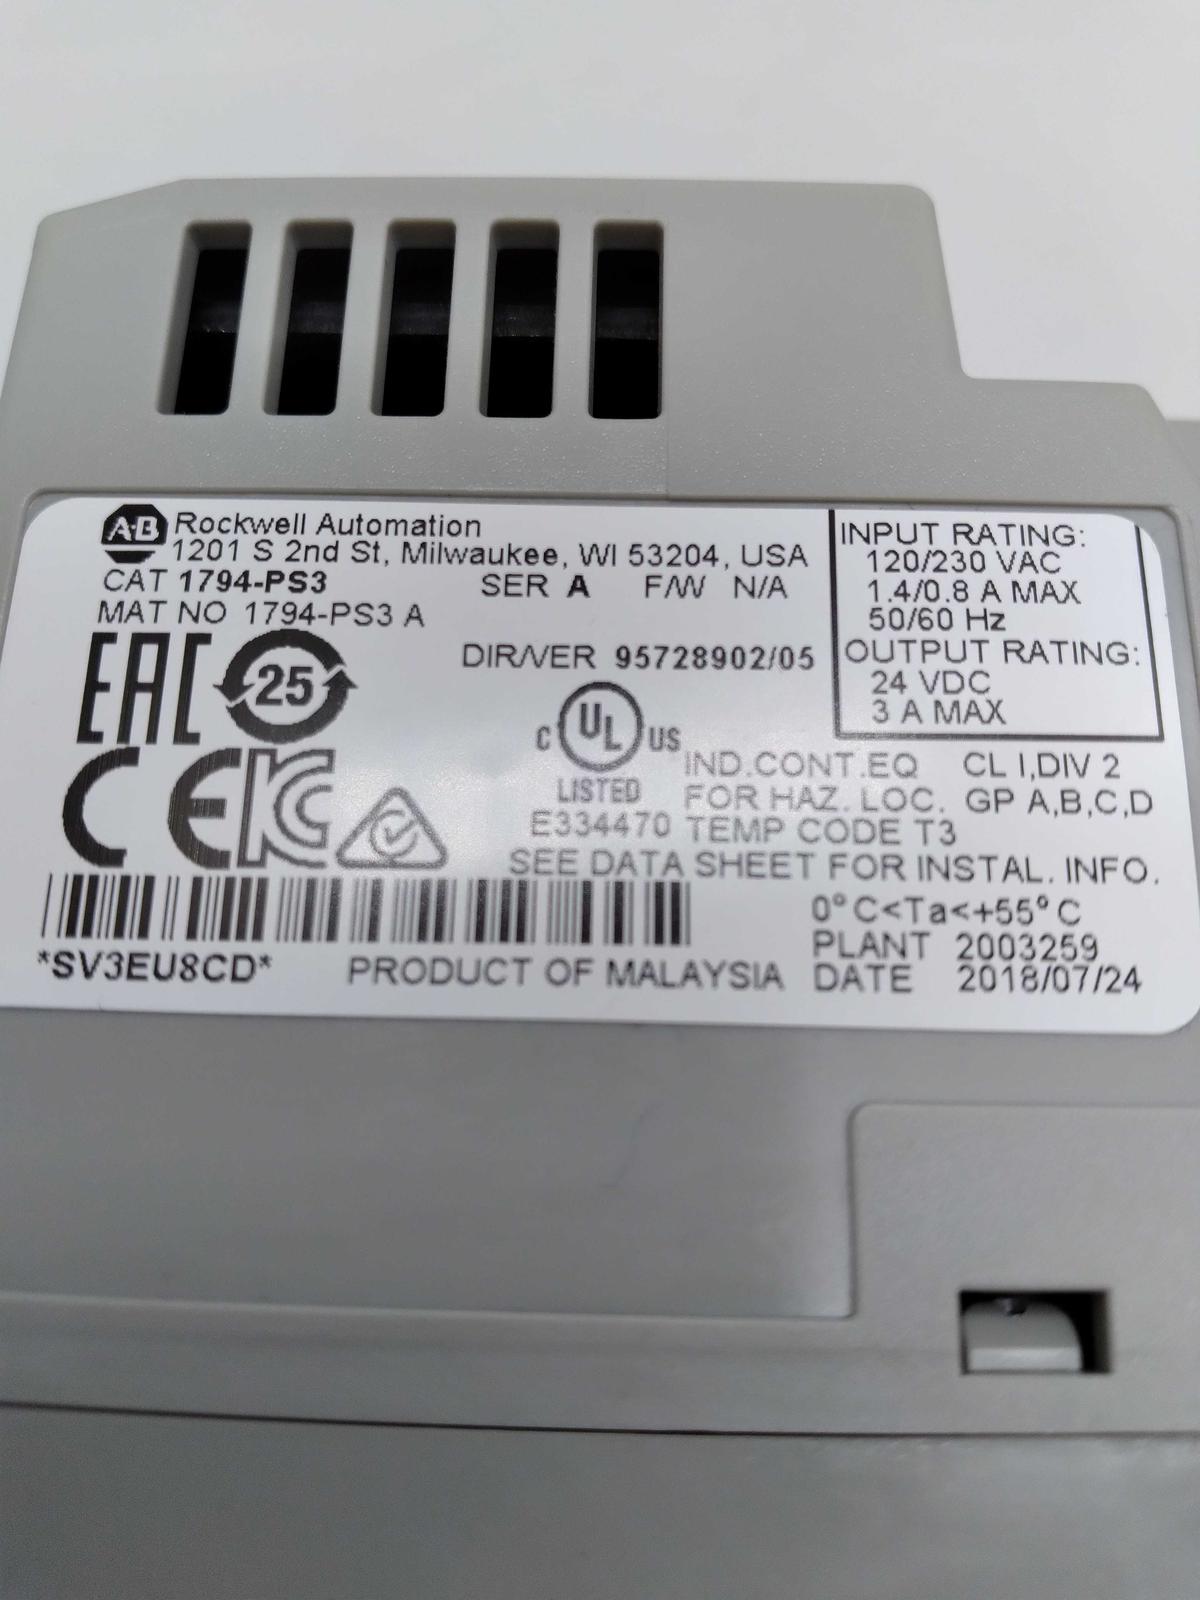 A·B Rockwell Automation
1201 S 2nd St, Milwaukee, WI 53204, USA
CAT 1794-PS3 SER A F/W N/A
MAT NO 1794-PS3 A
DIR/VER 95728902/05
INPUT RATING:
120/230 VAC
1.4/0.8 A MAX
50/60 Hz
OUTPUT RATING:
24 VDC
3 A MAX
EAC 25
C UL US
LISTED
E334470
IND.CONT.EQ CL I,DIV 2
FOR HAZ. LOC. GP A,B,C,D
TEMP CODE T3
CE KC
SEE DATA SHEET FOR INSTAL. INFO.
0°C<Ta<+55°C
PLANT 2003259
*SV3EU8CD* PRODUCT OF MALAYSIA DATE 2018/07/24